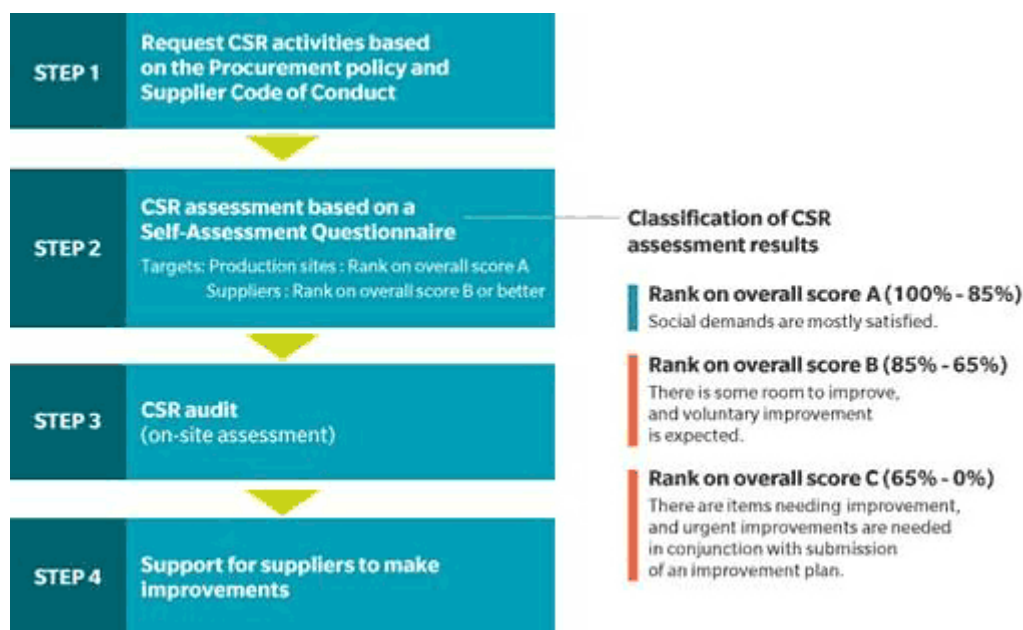 STEP 1
Request CSR activities based
on the Procurement policy and
Supplier Code of Conduct
STEP 2
CSR assessment based on a
Self-Assessment Questionnaire
Targets: Production sites : Rank on overall score A
Suppliers : Rank on overall score B or better
STEP 3
CSR audit
(on-site assessment)
STEP 4
Support for suppliers to make
improvements
Classification of CSR
assessment results
Rank on overall score A (100% - 85%)
Social demands are mostly satisfied.
Rank on overall score B (85% - 65%)
There is some room to improve,
and voluntary improvement
is expected.
Rank on overall score C (65% - 0%)
There are items needing improvement,
and urgent improvements are needed
in conjunction with submission
of an improvement plan.